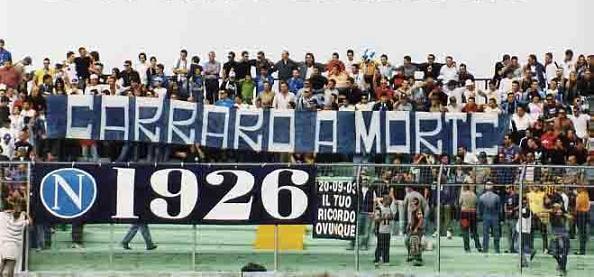 CARRARO A MORTE
N 1926
20-09-03
IL TUO
RICORDO
OVUNQUE